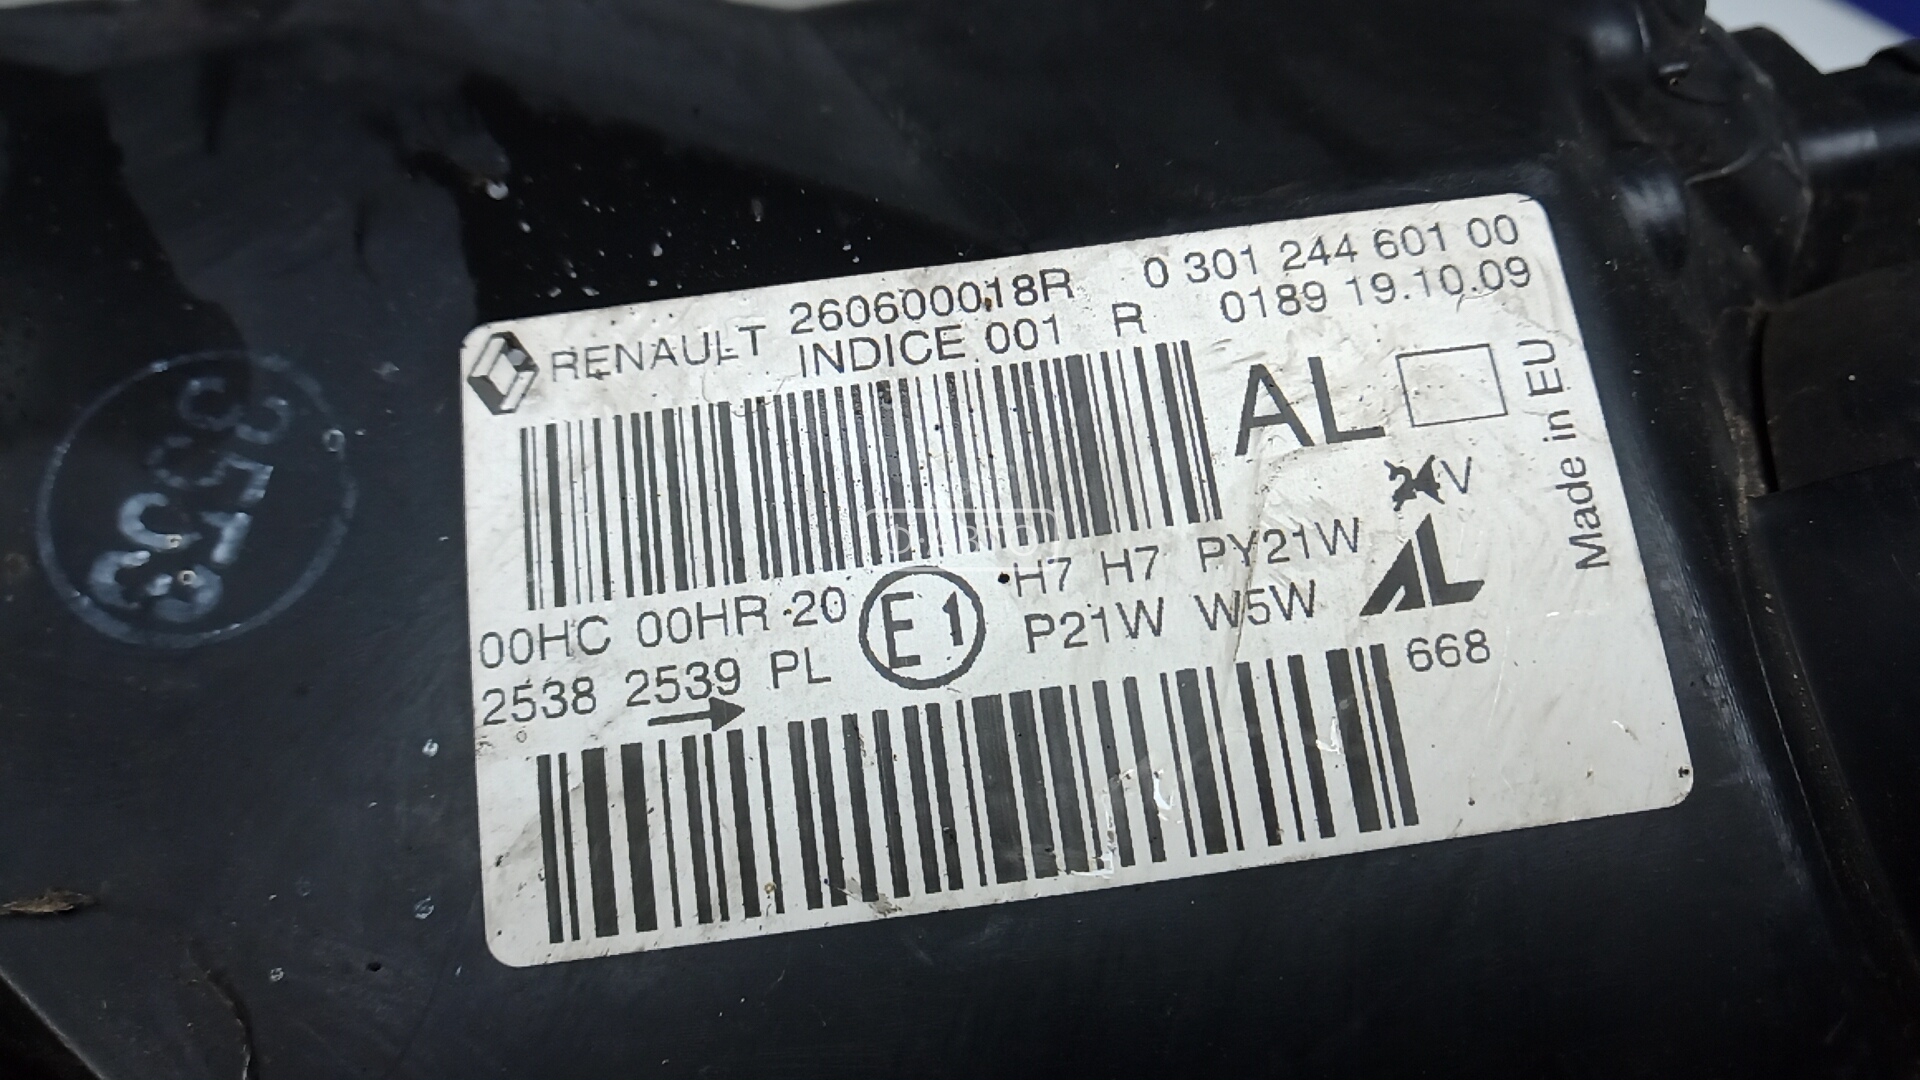 RENAULT
260600018R
INDICE 001 R
0 301 244 601 00
0189 19.10.09
AL
Made in EU
00HC 00HR 20
2538 2539 PL
E1
H7 H7 PY21W
P21W W5W
V
AL
668